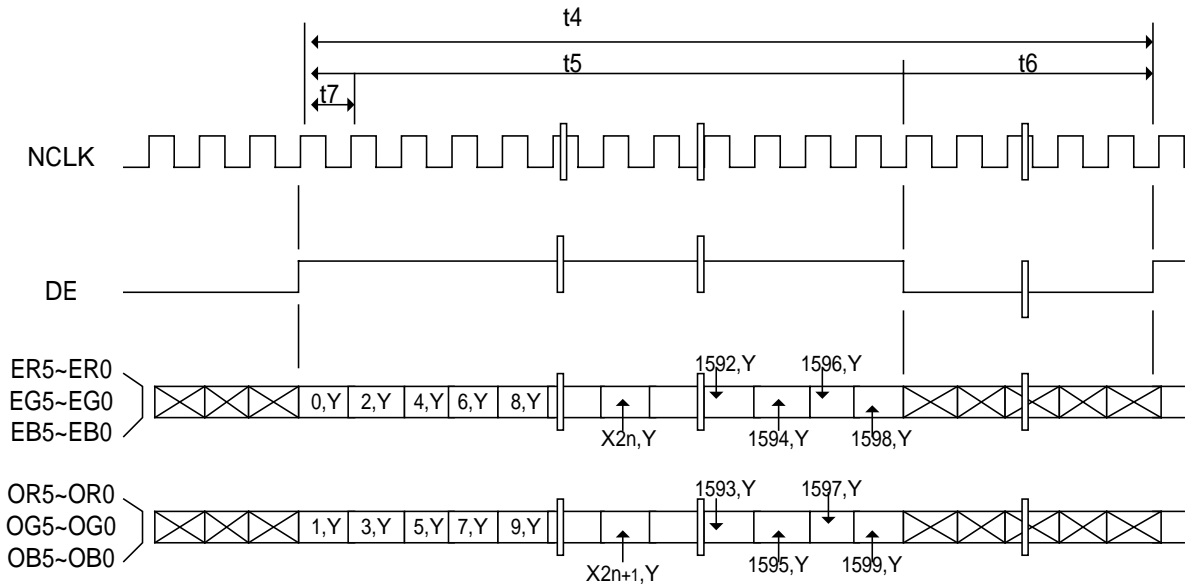 t4
t5
t6
t7
NCLK
DE
ER5~ER0
EG5~EG0
EB5~EB0
0,Y 2,Y 4,Y 6,Y 8,Y
X2n,Y
1592,Y
1594,Y
1596,Y
1598,Y
OR5~OR0
OG5~OG0
OB5~OB0
1,Y 3,Y 5,Y 7,Y 9,Y
X2n+1,Y
1593,Y
1595,Y
1597,Y
1599,Y